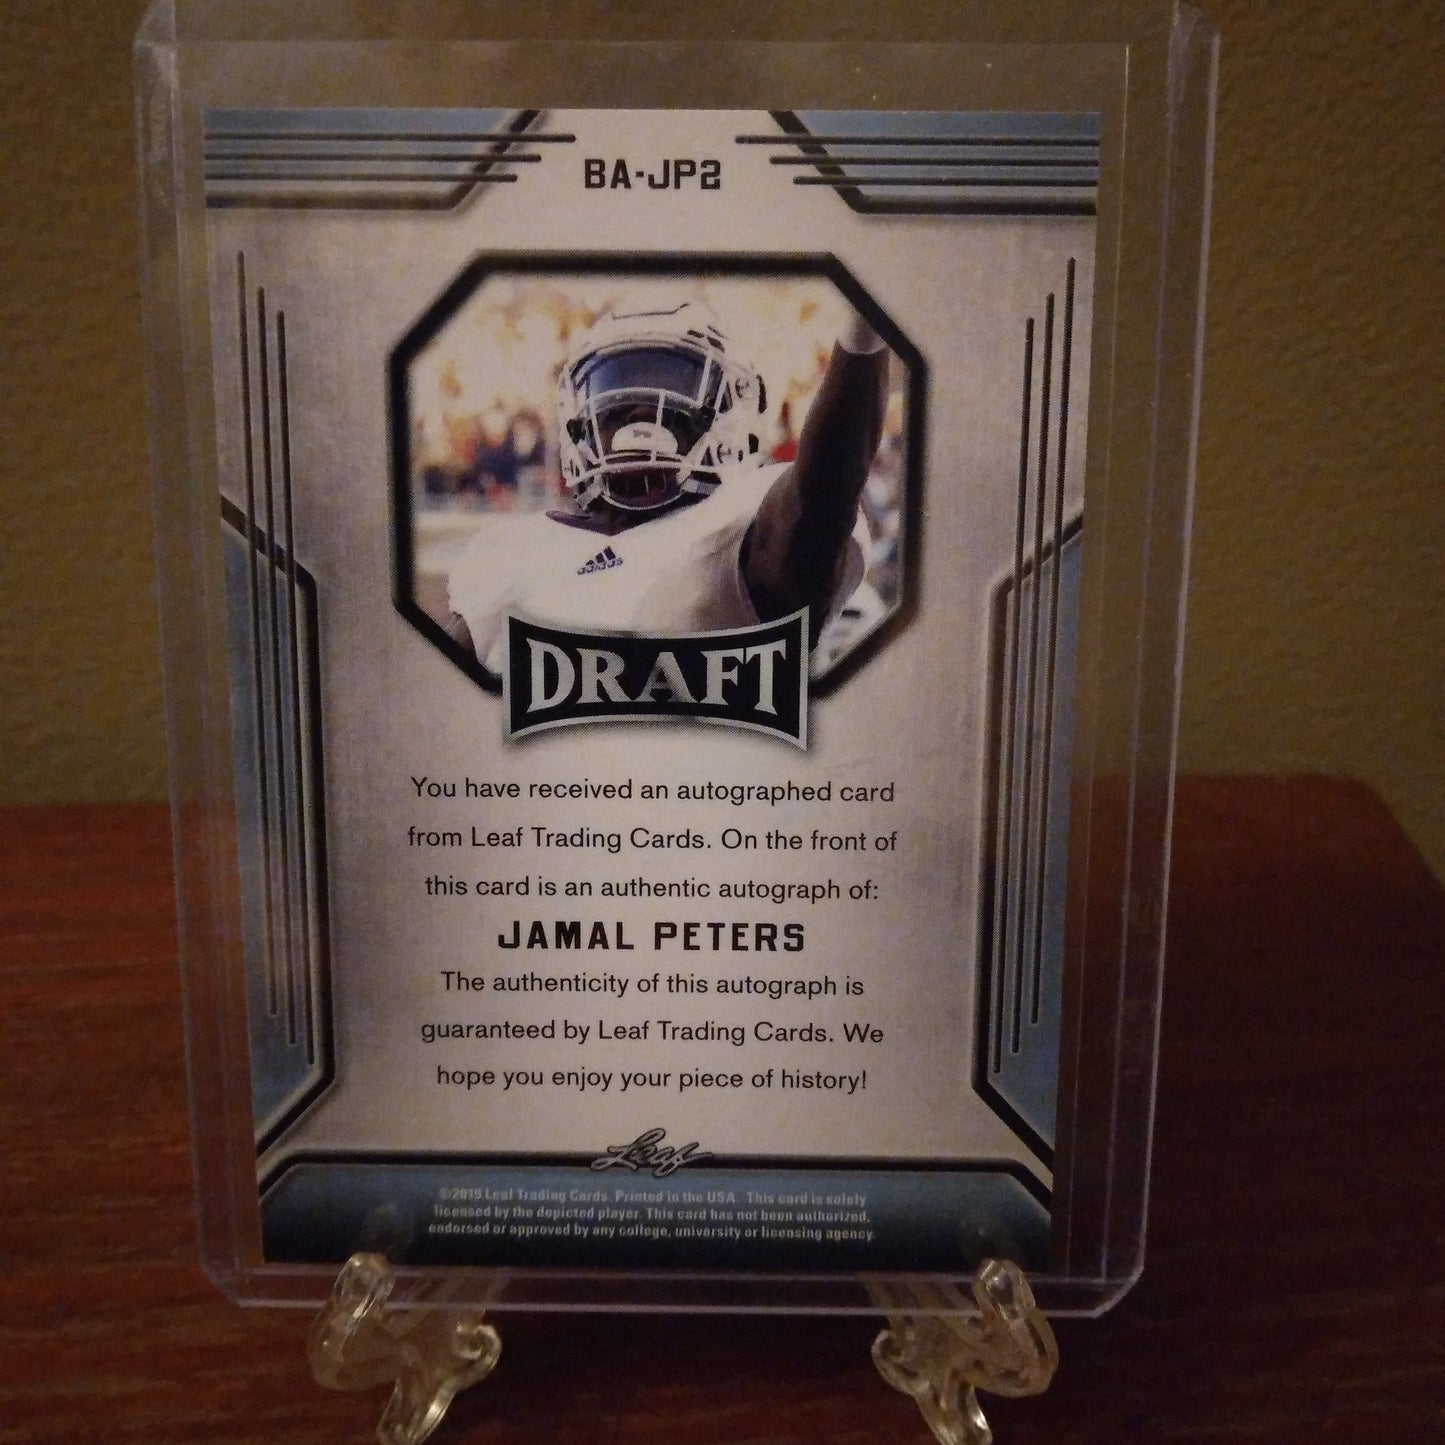 BA-JP2
adidas
DRAFT
You have received an autographed card
from Leaf Trading Cards. On the front of
this card is an authentic autograph of:
JAMAL PETERS
The authenticity of this autograph is
guaranteed by Leaf Trading Cards. We
hope you enjoy your piece of history!
Leaf
©2019 Leaf Trading Cards. Printed in the USA. This card is solely
licensed by the depicted player. This card has not been authorized,
endorsed or approved by any college, university or licensing agency.